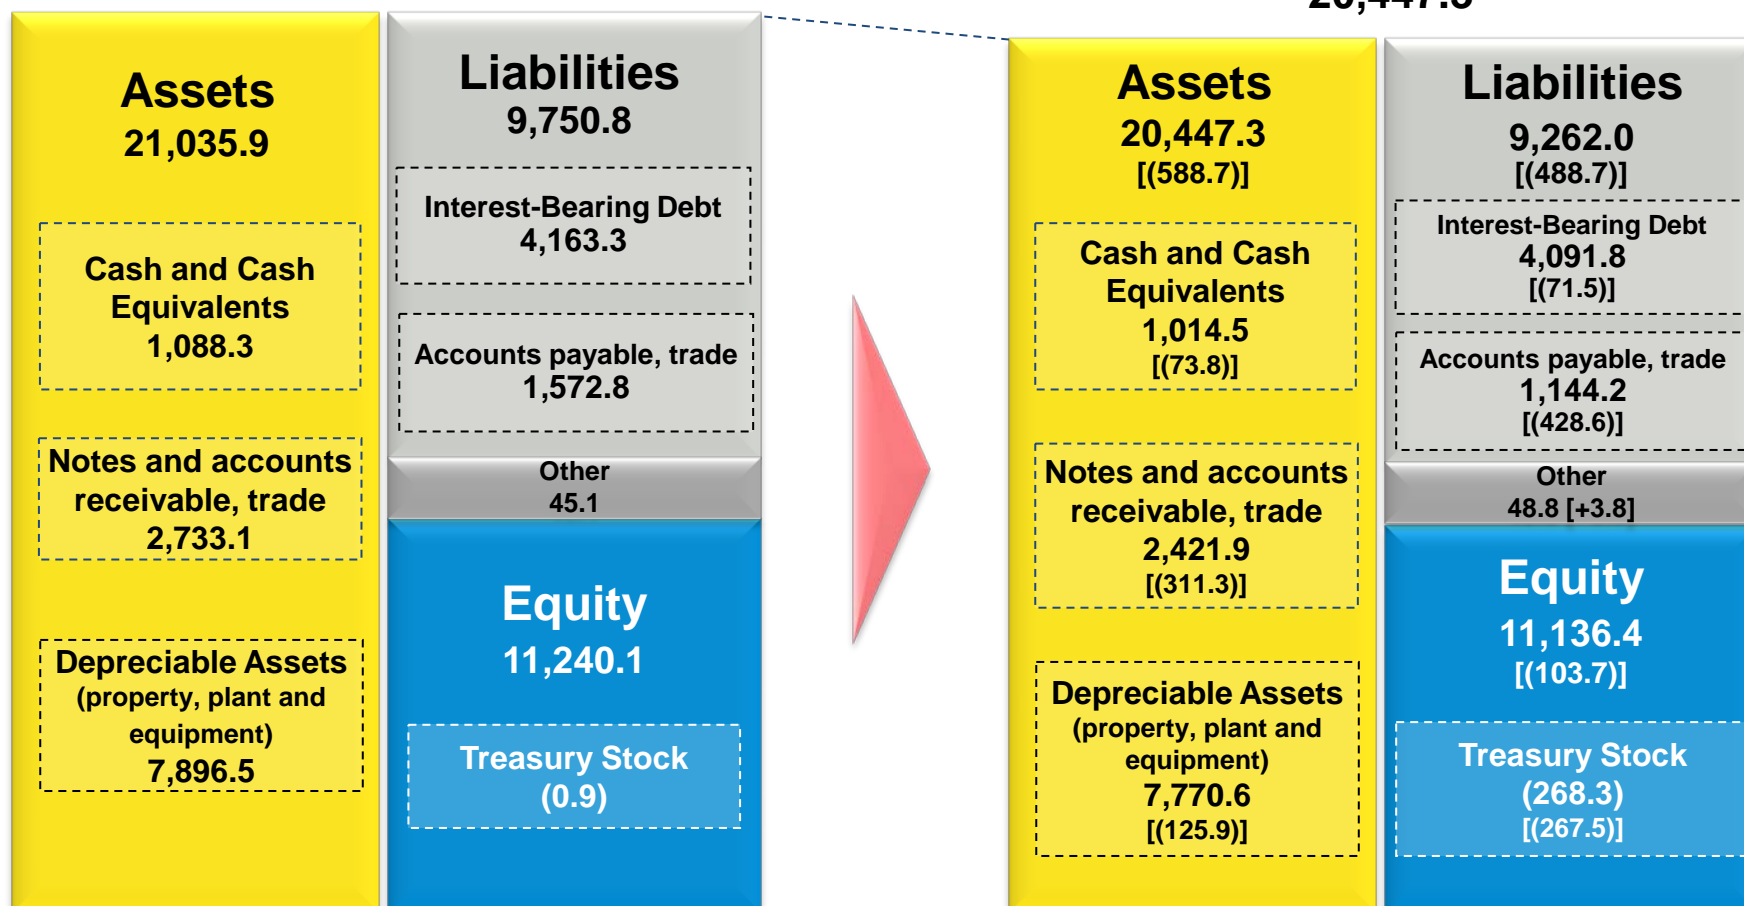 Assets
21,035.9
Cash and Cash
Equivalents
1,088.3
Notes and accounts
receivable, trade
2,733.1
Depreciable Assets
(property, plant and
equipment)
7,896.5
Liabilities
9,750.8
Interest-Bearing Debt
4,163.3
Accounts payable, trade
1,572.8
Other
45.1
Equity
11,240.1
Treasury Stock
(0.9)
20,447.3
Assets
20,447.3
[(588.7)]
Cash and Cash
Equivalents
1,014.5
[(73.8)]
Notes and accounts
receivable, trade
2,421.9
[(311.3)]
Depreciable Assets
(property, plant and
equipment)
7,770.6
[(125.9)]
Liabilities
9,262.0
[(488.7)]
Interest-Bearing Debt
4,091.8
[(71.5)]
Accounts payable, trade
1,144.2
[(428.6)]
Other
48.8 [+3.8]
Equity
11,136.4
[(103.7)]
Treasury Stock
(268.3)
[(267.5)]